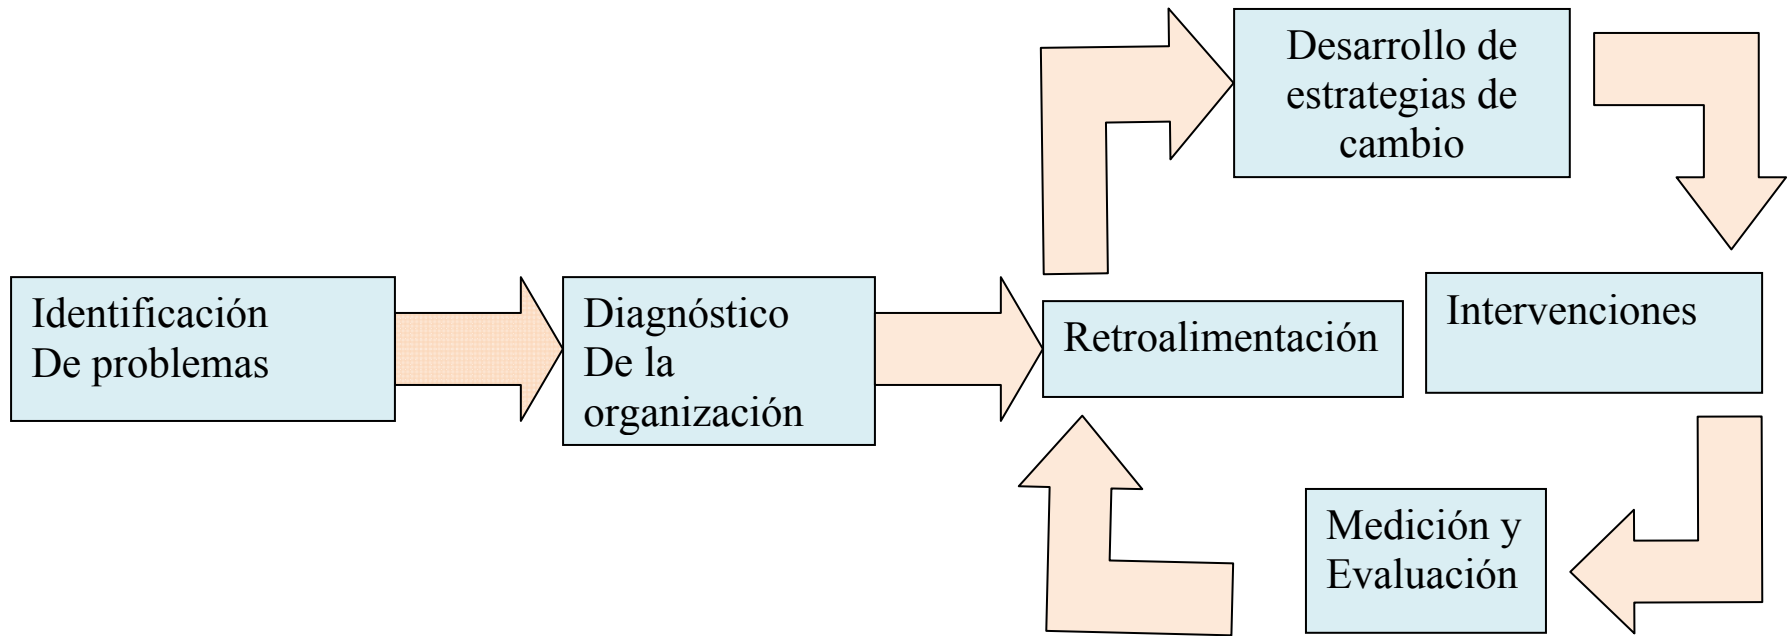 Identificación
De problemas
Diagnóstico
De la
organización
Retroalimentación
Desarrollo de
estrategias de
cambio
Intervenciones
Medición y
Evaluación